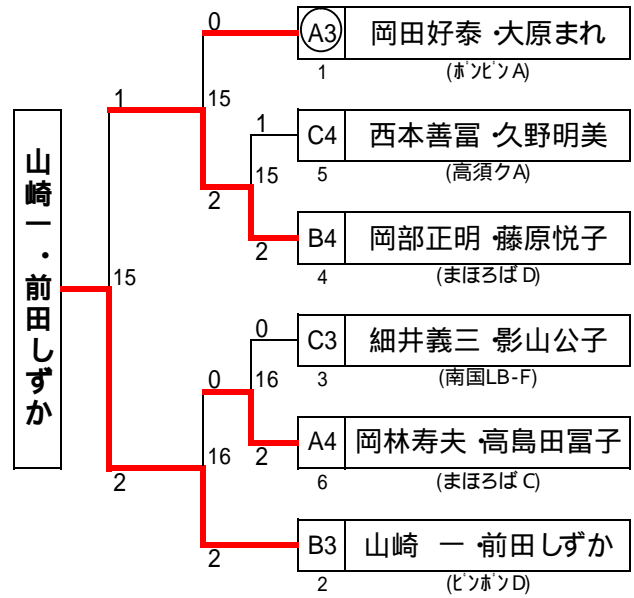 0
A3 岡田好泰・大原まれ
1 (ﾎﾟﾝﾋﾟﾝA)
1
15
1
C4 西本善冨・久野明美
15
5 (高須クA)
2
B4 岡部正明・藤原悦子
2
4 (まほろばD)
山崎一・前田しずか
15
0
C3 細井義三・影山公子
3 (南国LB-F)
0
16
A4 岡林寿夫・高島田冨子
2
6 (まほろばC)
16
2
B3 山崎　一・前田しずか
2
2 (ﾋﾟﾝﾎﾟﾝD)